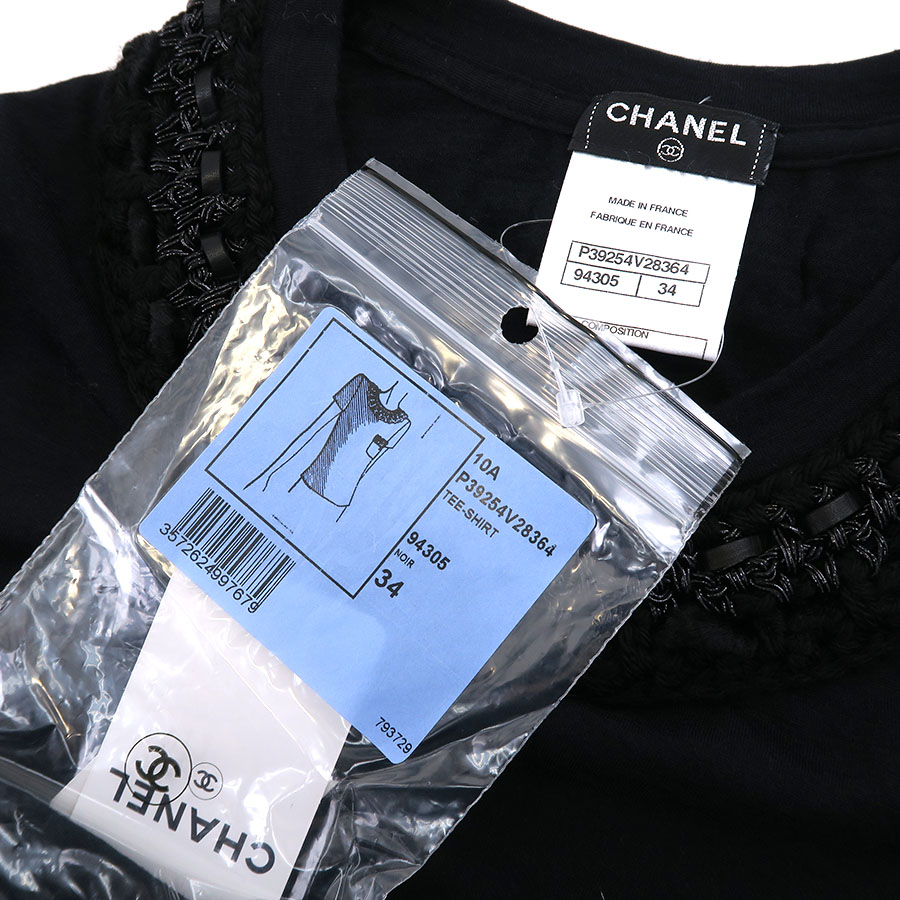 CHANEL
MADE IN FRANCE
FABRIQUE EN FRANCE
P39254V28364
94305 34
COMPOSITION
10A
P39254V28364
TEE-SHIRT
94305
NOIR
34
3572624997679
793729
CHANEL